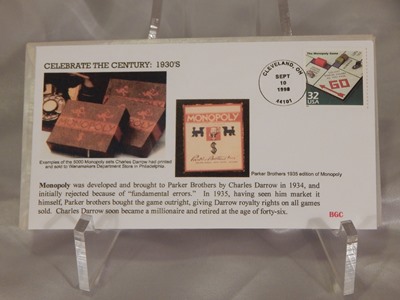 CELEBRATE THE CENTURY: 1930'S
CLEVELAND, OH
SEPT
10
1998
44101
The Monopoly Game
GO
32
USA
MONOPOLY
Examples of the 5000 Monopoly sets Charles Darrow had printed
and sold to Wanamakers Department Store in Philadelphia.
Parker Brothers 1935 edition of Monopoly
Monopoly was developed and brought to Parker Brothers by Charles Darrow in 1934, and
initially rejected because of "fundamental errors." In 1935, having seen him market it
himself, Parker brothers bought the game outright, giving Darrow royalty rights on all games
sold. Charles Darrow soon became a millionaire and retired at the age of forty-six.
BGC